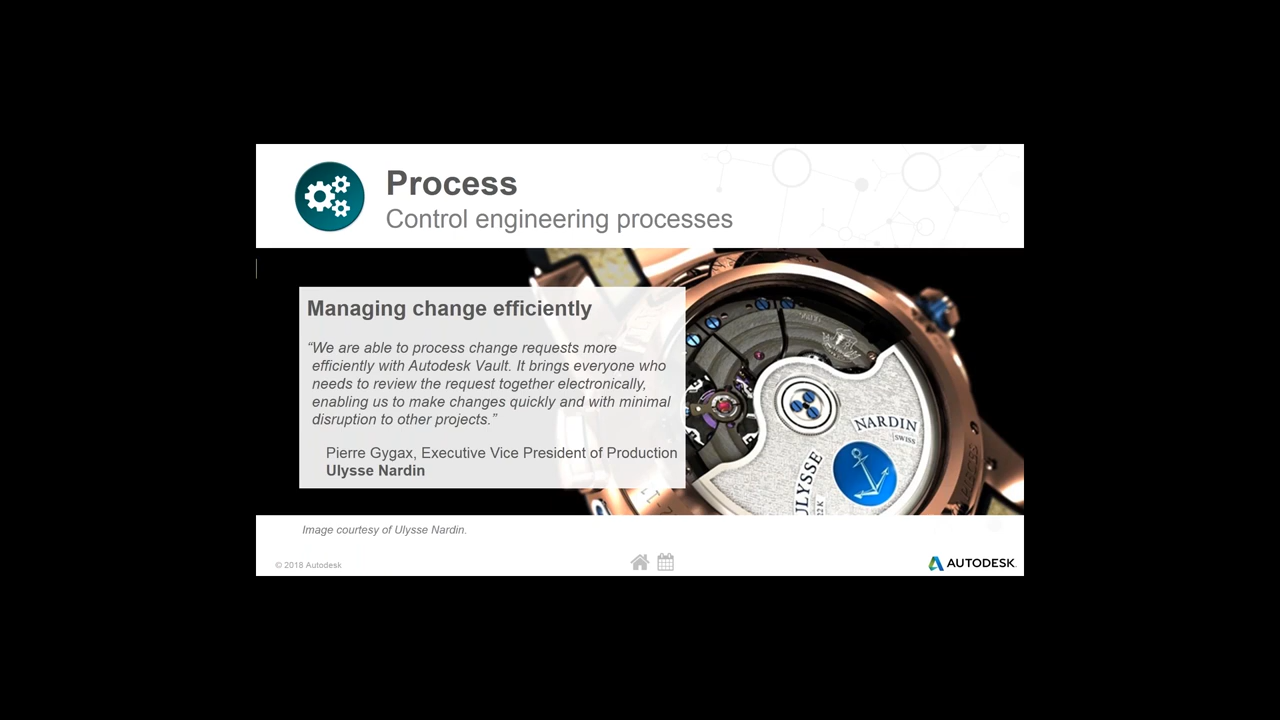 Process
Control engineering processes
Managing change efficiently
“We are able to process change requests more
efficiently with Autodesk Vault. It brings everyone who
needs to review the request together electronically,
enabling us to make changes quickly and with minimal
disruption to other projects.”
Pierre Gygax, Executive Vice President of Production
Ulysse Nardin
NARDIN
SWISS
ULYSSE
Image courtesy of Ulysse Nardin.
© 2018 Autodesk
AUTODESK